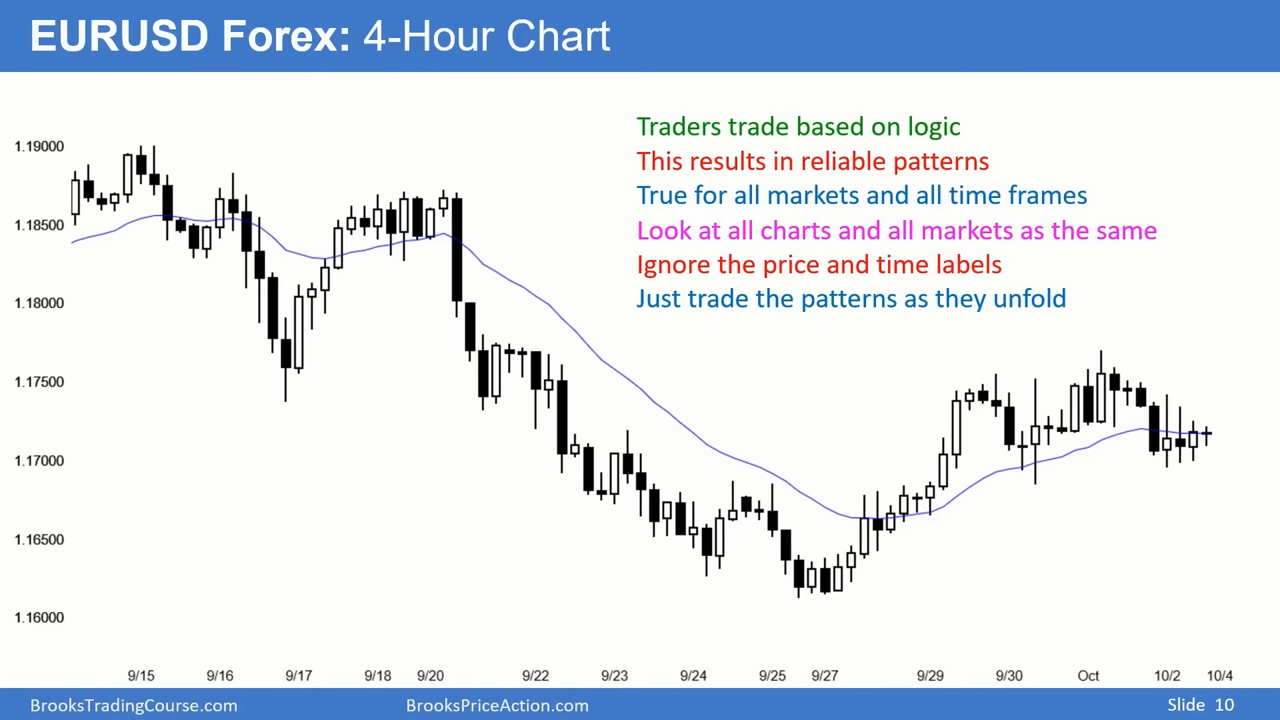 EURUSD Forex: 4-Hour Chart
Traders trade based on logic
This results in reliable patterns
True for all markets and all time frames
Look at all charts and all markets as the same
Ignore the price and time labels
Just trade the patterns as they unfold
1.19000
1.18500
1.18000
1.17500
1.17000
1.16500
1.16000
9/15 9/16 9/17 9/18 9/20 9/22 9/23 9/24 9/25 9/27 9/29 9/30 Oct 10/2 10/4
BrooksTradingCourse.com BrooksPriceAction.com Slide 10